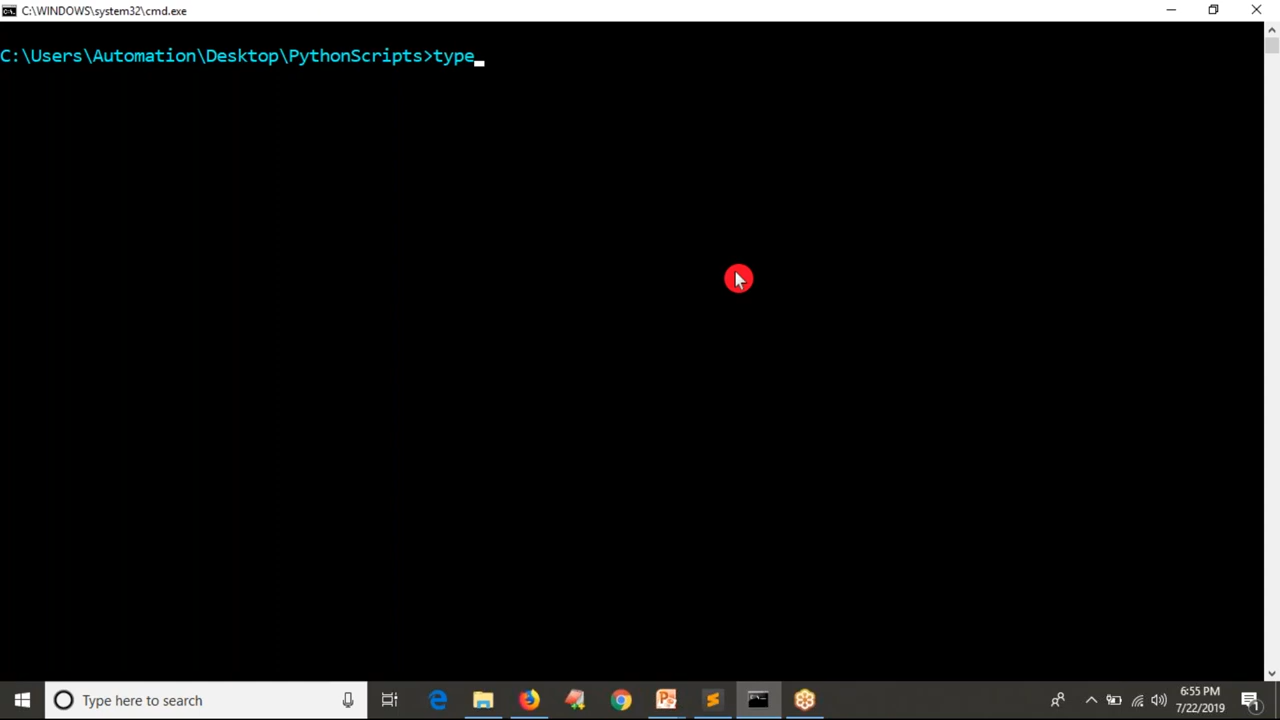 C:\WINDOWS\system32\cmd.exe
C:\Users\Automation\Desktop\PythonScripts>type
Type here to search
6:55 PM
7/22/2019